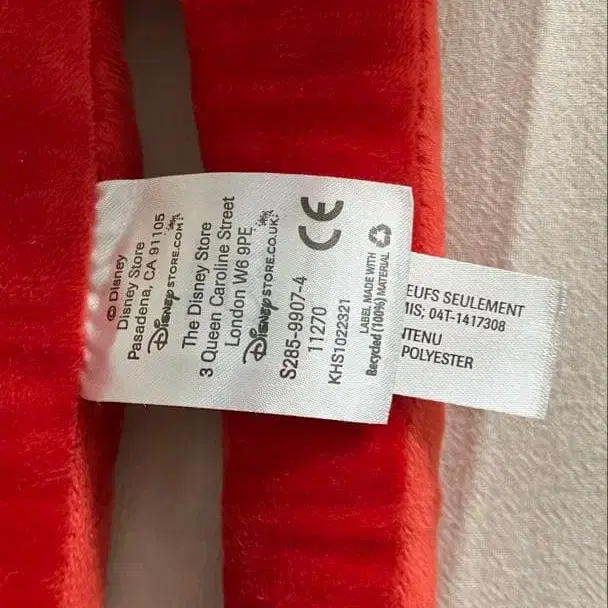 © Disney
Disney Store
Pasadena, CA 91105
DISNEYSTORE.COM
The Disney Store
3 Queen Caroline Street
London W6 9PE
DISNEYSTORE.CO.UK
S285-9907-4
11270
KHS1022321
CE
LABEL MADE WITH
Recycled (100%) MATERIAL
EUFS SEULEMENT
MIS; 04T-1417308
NTENU
POLYESTER